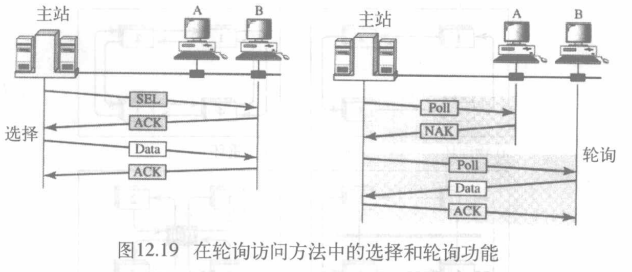 主站
A
B
SEL
ACK
选择
Data
ACK
主站
A
B
Poll
NAK
轮询
Poll
Data
ACK
图12.19 在轮询访问方法中的选择和轮询功能